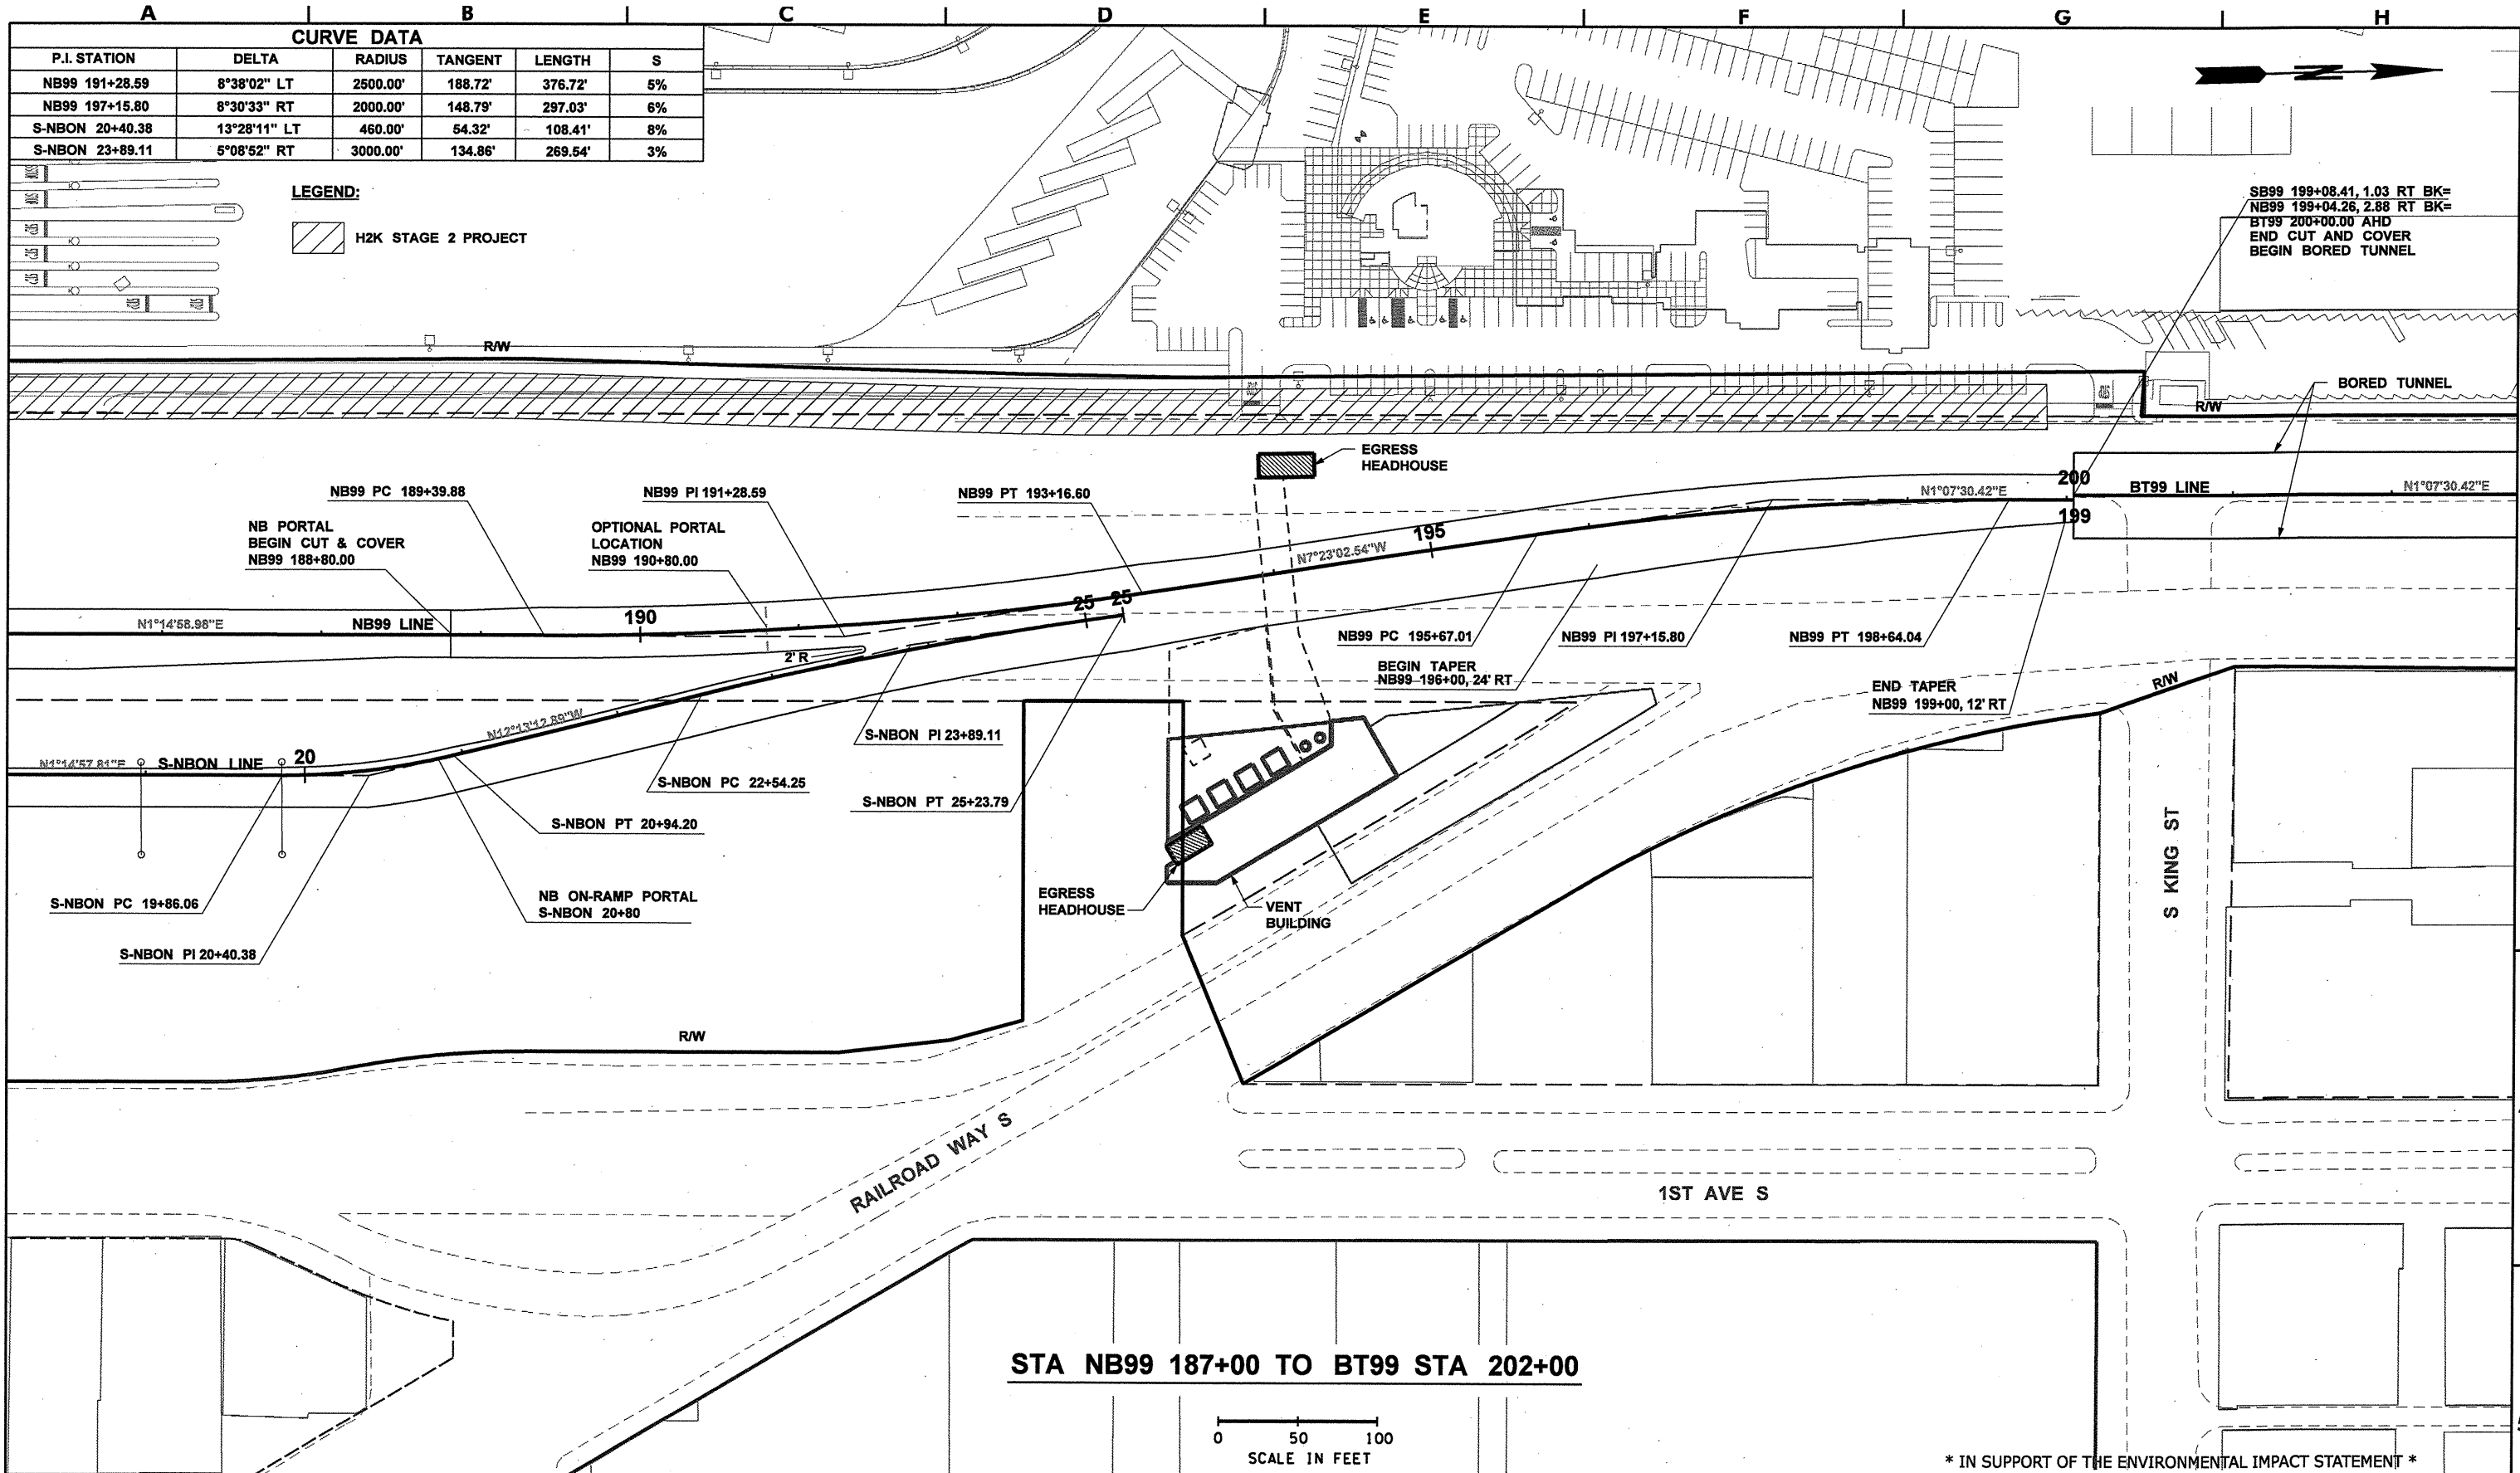 A B C D E F G H
CURVE DATA
P.I. STATION DELTA RADIUS TANGENT LENGTH S
NB99 191+28.59 8°38'02" LT 2500.00' 188.72' 376.72' 5%
NB99 197+15.80 8°30'33" RT 2000.00' 148.79' 297.03' 6%
S-NBON 20+40.38 13°28'11" LT 460.00' 54.32' 108.41' 8%
S-NBON 23+89.11 5°08'52" RT 3000.00' 134.86' 269.54' 3%
LEGEND:
H2K STAGE 2 PROJECT
N
SB99 199+08.41, 1.03 RT BK=
NB99 199+04.26, 2.88 RT BK=
BT99 200+00.00 AHD
END CUT AND COVER
BEGIN BORED TUNNEL
R/W
BORED TUNNEL
R/W
EGRESS
HEADHOUSE
NB99 PC 189+39.88
NB99 PI 191+28.59
NB99 PT 193+16.60
200
N1°07'30.42"E
BT99 LINE
N1°07'30.42"E
199
NB PORTAL
BEGIN CUT & COVER
NB99 188+80.00
OPTIONAL PORTAL
LOCATION
NB99 190+80.00
195
N7°23'02.54"W
25 25
190
N1°14'58.98"E
NB99 LINE
2' R
NB99 PC 195+67.01
NB99 PI 197+15.80
NB99 PT 198+64.04
BEGIN TAPER
NB99 196+00, 24' RT
END TAPER
NB99 199+00, 12' RT
R/W
N12°13'12.89"W
S-NBON PI 23+89.11
N1°14'57.81"E
S-NBON LINE
20
S-NBON PC 22+54.25
S-NBON PT 25+23.79
S-NBON PT 20+94.20
S-NBON PC 19+86.06
NB ON-RAMP PORTAL
S-NBON 20+80
S-NBON PI 20+40.38
EGRESS
HEADHOUSE
VENT
BUILDING
S KING ST
R/W
RAILROAD WAY S
1ST AVE S
STA NB99 187+00 TO BT99 STA 202+00
0 50 100
SCALE IN FEET
* IN SUPPORT OF THE ENVIRONMENTAL IMPACT STATEMENT *